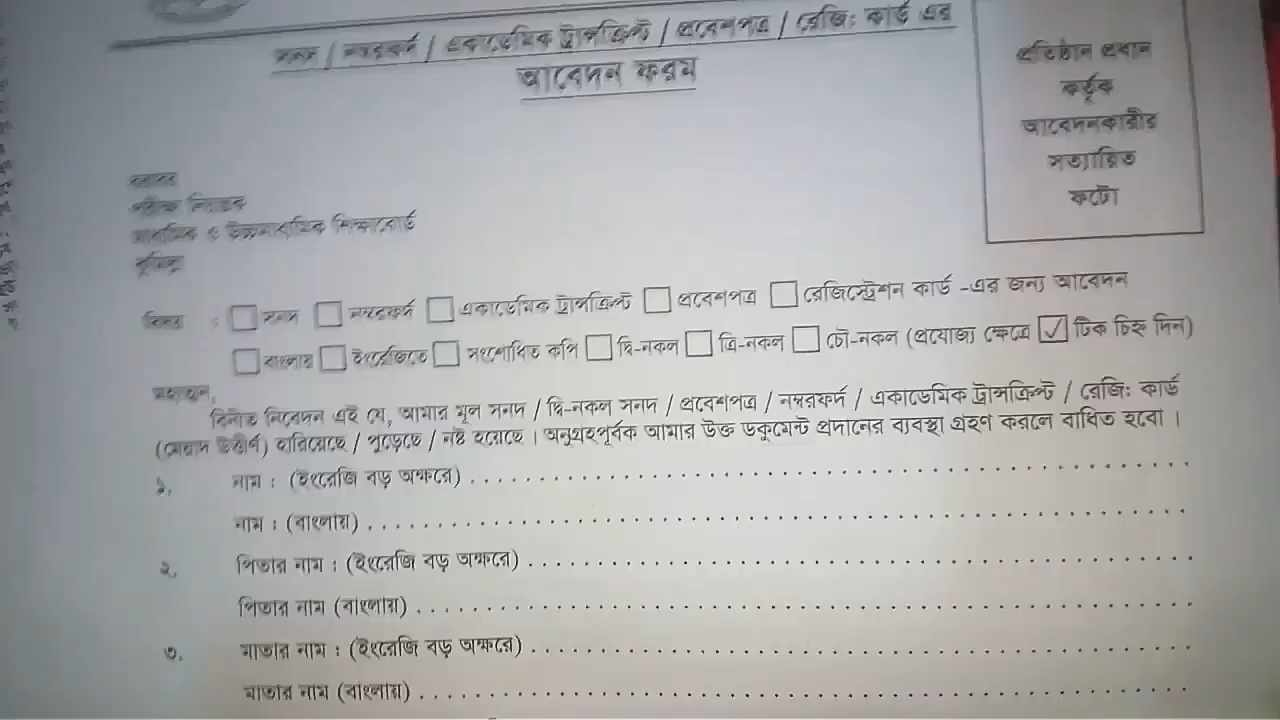 সনদ / নম্বরফর্দ / একাডেমিক ট্রান্সক্রিপ্ট / প্রবেশপত্র / রেজিঃ কার্ড এর
আবেদন ফরম
প্রতিষ্ঠান প্রধান
কর্তৃক
আবেদনকারীর
সত্যায়িত
ফটো
বরাবর
পরীক্ষা নিয়ন্ত্রক
মাধ্যমিক ও উচ্চমাধ্যমিক শিক্ষাবোর্ড
বিষয় : সনদ নম্বরফর্দ একাডেমিক ট্রান্সক্রিপ্ট প্রবেশপত্র রেজিস্ট্রেশন কার্ড -এর জন্য আবেদন
বাংলায় ইংরেজিতে সংশোধিত কপি দ্বি-নকল ত্রি-নকল চৌ-নকল (প্রযোজ্য ক্ষেত্রে ✓ টিক চিহ্ন দিন)
মহাত্মন,
বিনীত নিবেদন এই যে, আমার মূল সনদ / দ্বি-নকল সনদ / প্রবেশপত্র / নম্বরফর্দ / একাডেমিক ট্রান্সক্রিপ্ট / রেজিঃ কার্ড
(মেয়াদ উত্তীর্ণ) হারিয়েছে / পুড়েছে / নষ্ট হয়েছে । অনুগ্রহপূর্বক আমার উক্ত ডকুমেন্ট প্রদানের ব্যবস্থা গ্রহণ করলে বাধিত হবো ।
১. নাম : (ইংরেজি বড় অক্ষরে) ..........................................................
নাম : (বাংলায়) ..........................................................
২. পিতার নাম : (ইংরেজি বড় অক্ষরে) ..........................................................
পিতার নাম (বাংলায়) ..........................................................
৩. মাতার নাম : (ইংরেজি বড় অক্ষরে) ..........................................................
মাতার নাম (বাংলায়) ..........................................................